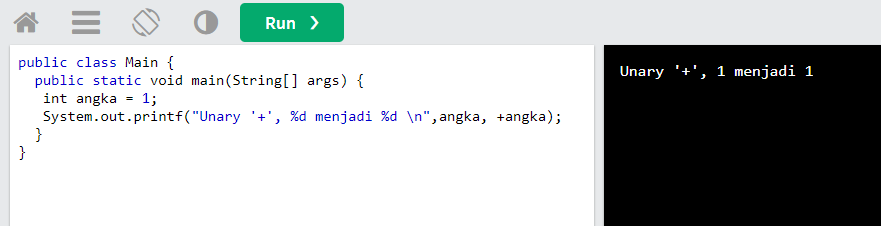 Run ❯
public class Main {
  public static void main(String[] args) {
   int angka = 1;
   System.out.printf("Unary '+', %d menjadi %d \n",angka, +angka);
  }
}
Unary '+', 1 menjadi 1